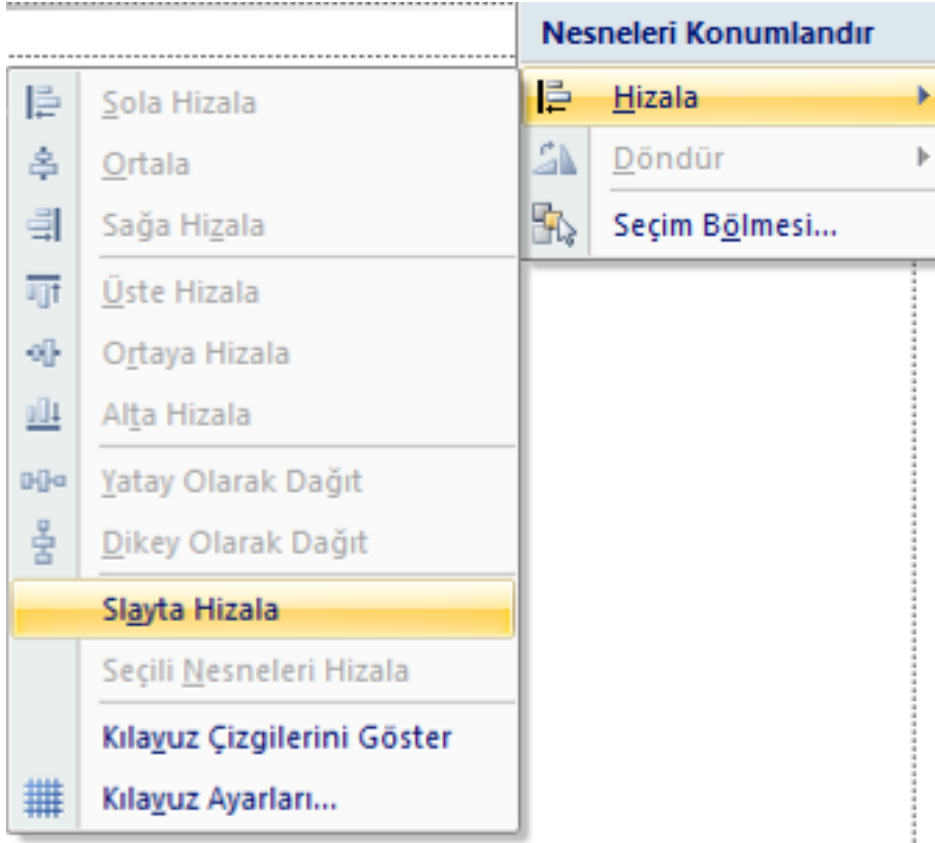 Nesneleri Konumlandır
Hizala
Döndür
Seçim Bölmesi...
Sola Hizala
Ortala
Sağa Hizala
Üste Hizala
Ortaya Hizala
Alta Hizala
Yatay Olarak Dağıt
Dikey Olarak Dağıt
Slayta Hizala
Seçili Nesneleri Hizala
Kılavuz Çizgilerini Göster
Kılavuz Ayarları...